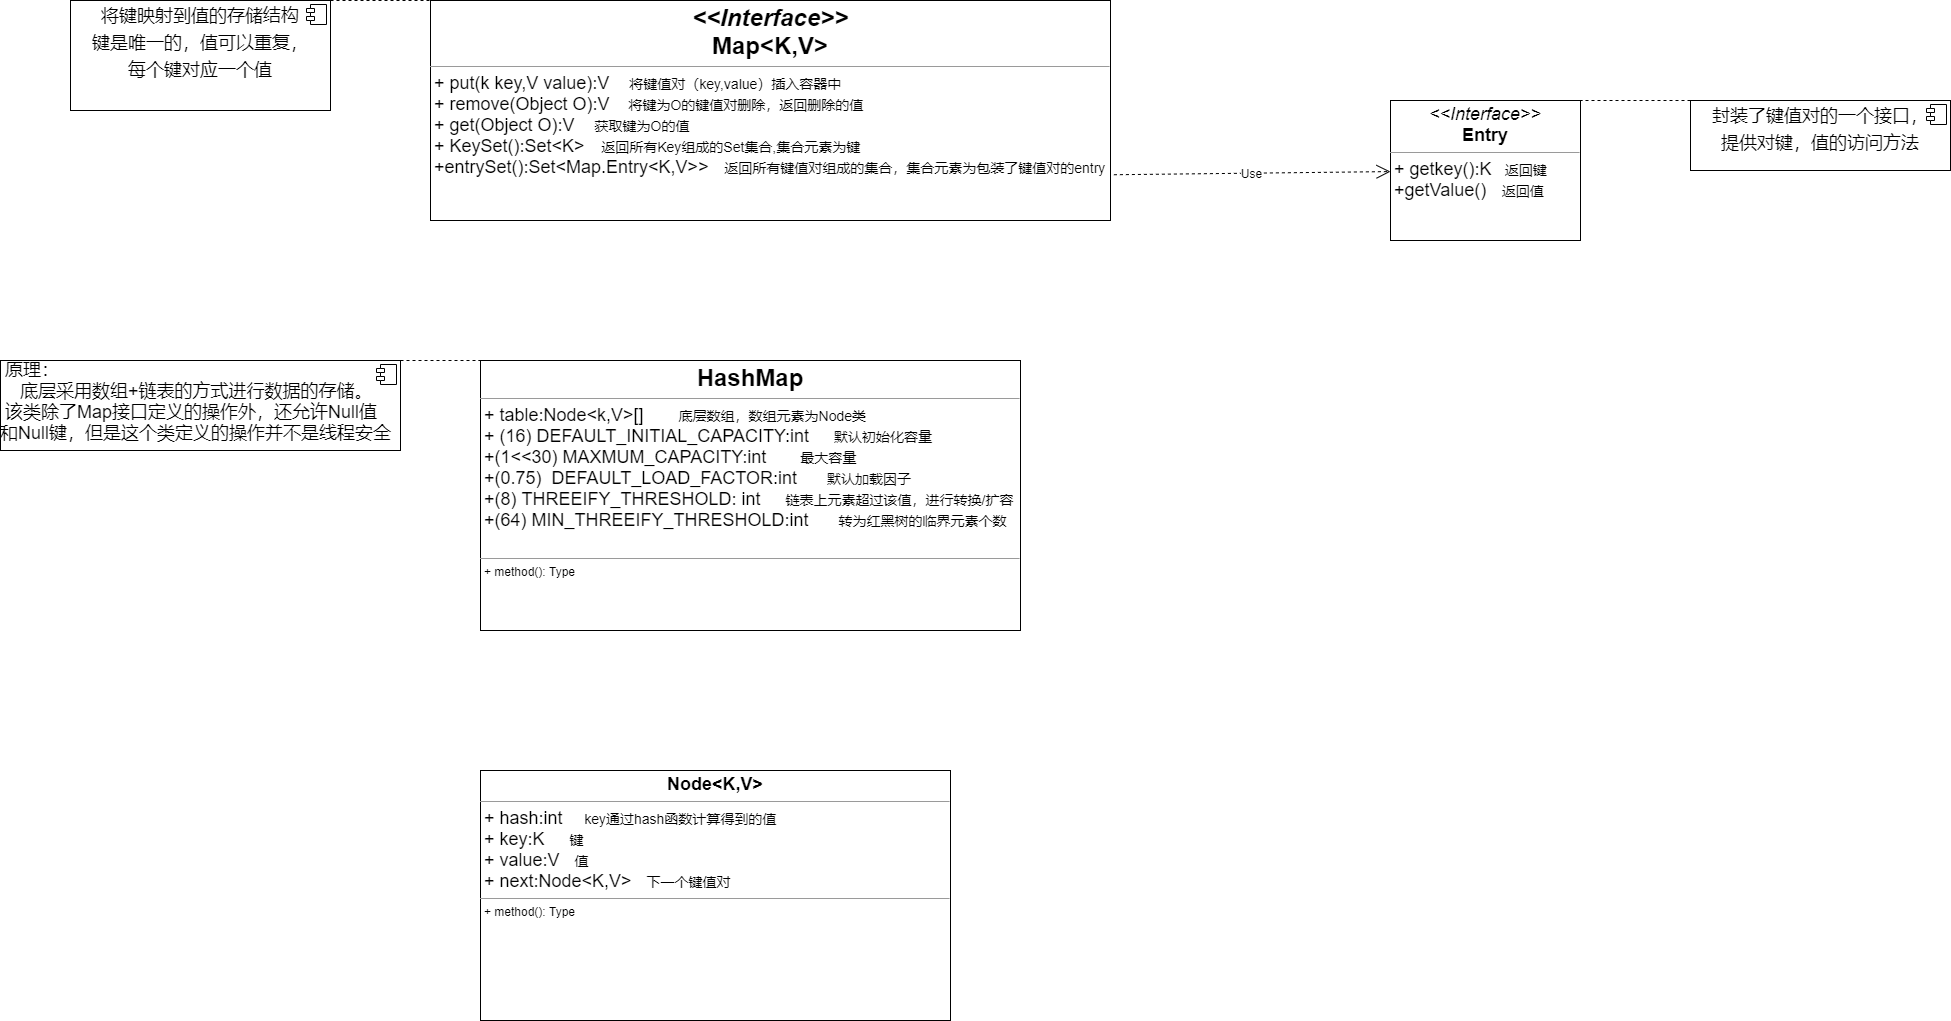 将键映射到值的存储结构
键是唯一的，值可以重复，
每个键对应一个值
<<Interface>>
Map<K,V>
+ put(k key,V value):V 将键值对（key,value）插入容器中
+ remove(Object O):V 将键为O的键值对删除，返回删除的值
+ get(Object O):V 获取键为O的值
+ KeySet():Set<K> 返回所有Key组成的Set集合,集合元素为键
+entrySet():Set<Map.Entry<K,V>> 返回所有键值对组成的集合，集合元素为包装了键值对的entry
Use
<<Interface>>
Entry
+ getkey():K 返回键
+getValue() 返回值
封装了键值对的一个接口，
提供对键，值的访问方法
原理：
底层采用数组+链表的方式进行数据的存储。
该类除了Map接口定义的操作外，还允许Null值
和Null键，但是这个类定义的操作并不是线程安全
HashMap
+ table:Node<k,V>[] 底层数组，数组元素为Node类
+ (16) DEFAULT_INITIAL_CAPACITY:int 默认初始化容量
+(1<<30) MAXMUM_CAPACITY:int 最大容量
+(0.75) DEFAULT_LOAD_FACTOR:int 默认加载因子
+(8) THREEIFY_THRESHOLD: int 链表上元素超过该值，进行转换/扩容
+(64) MIN_THREEIFY_THRESHOLD:int 转为红黑树的临界元素个数
+ method(): Type
Node<K,V>
+ hash:int key通过hash函数计算得到的值
+ key:K 键
+ value:V 值
+ next:Node<K,V> 下一个键值对
+ method(): Type